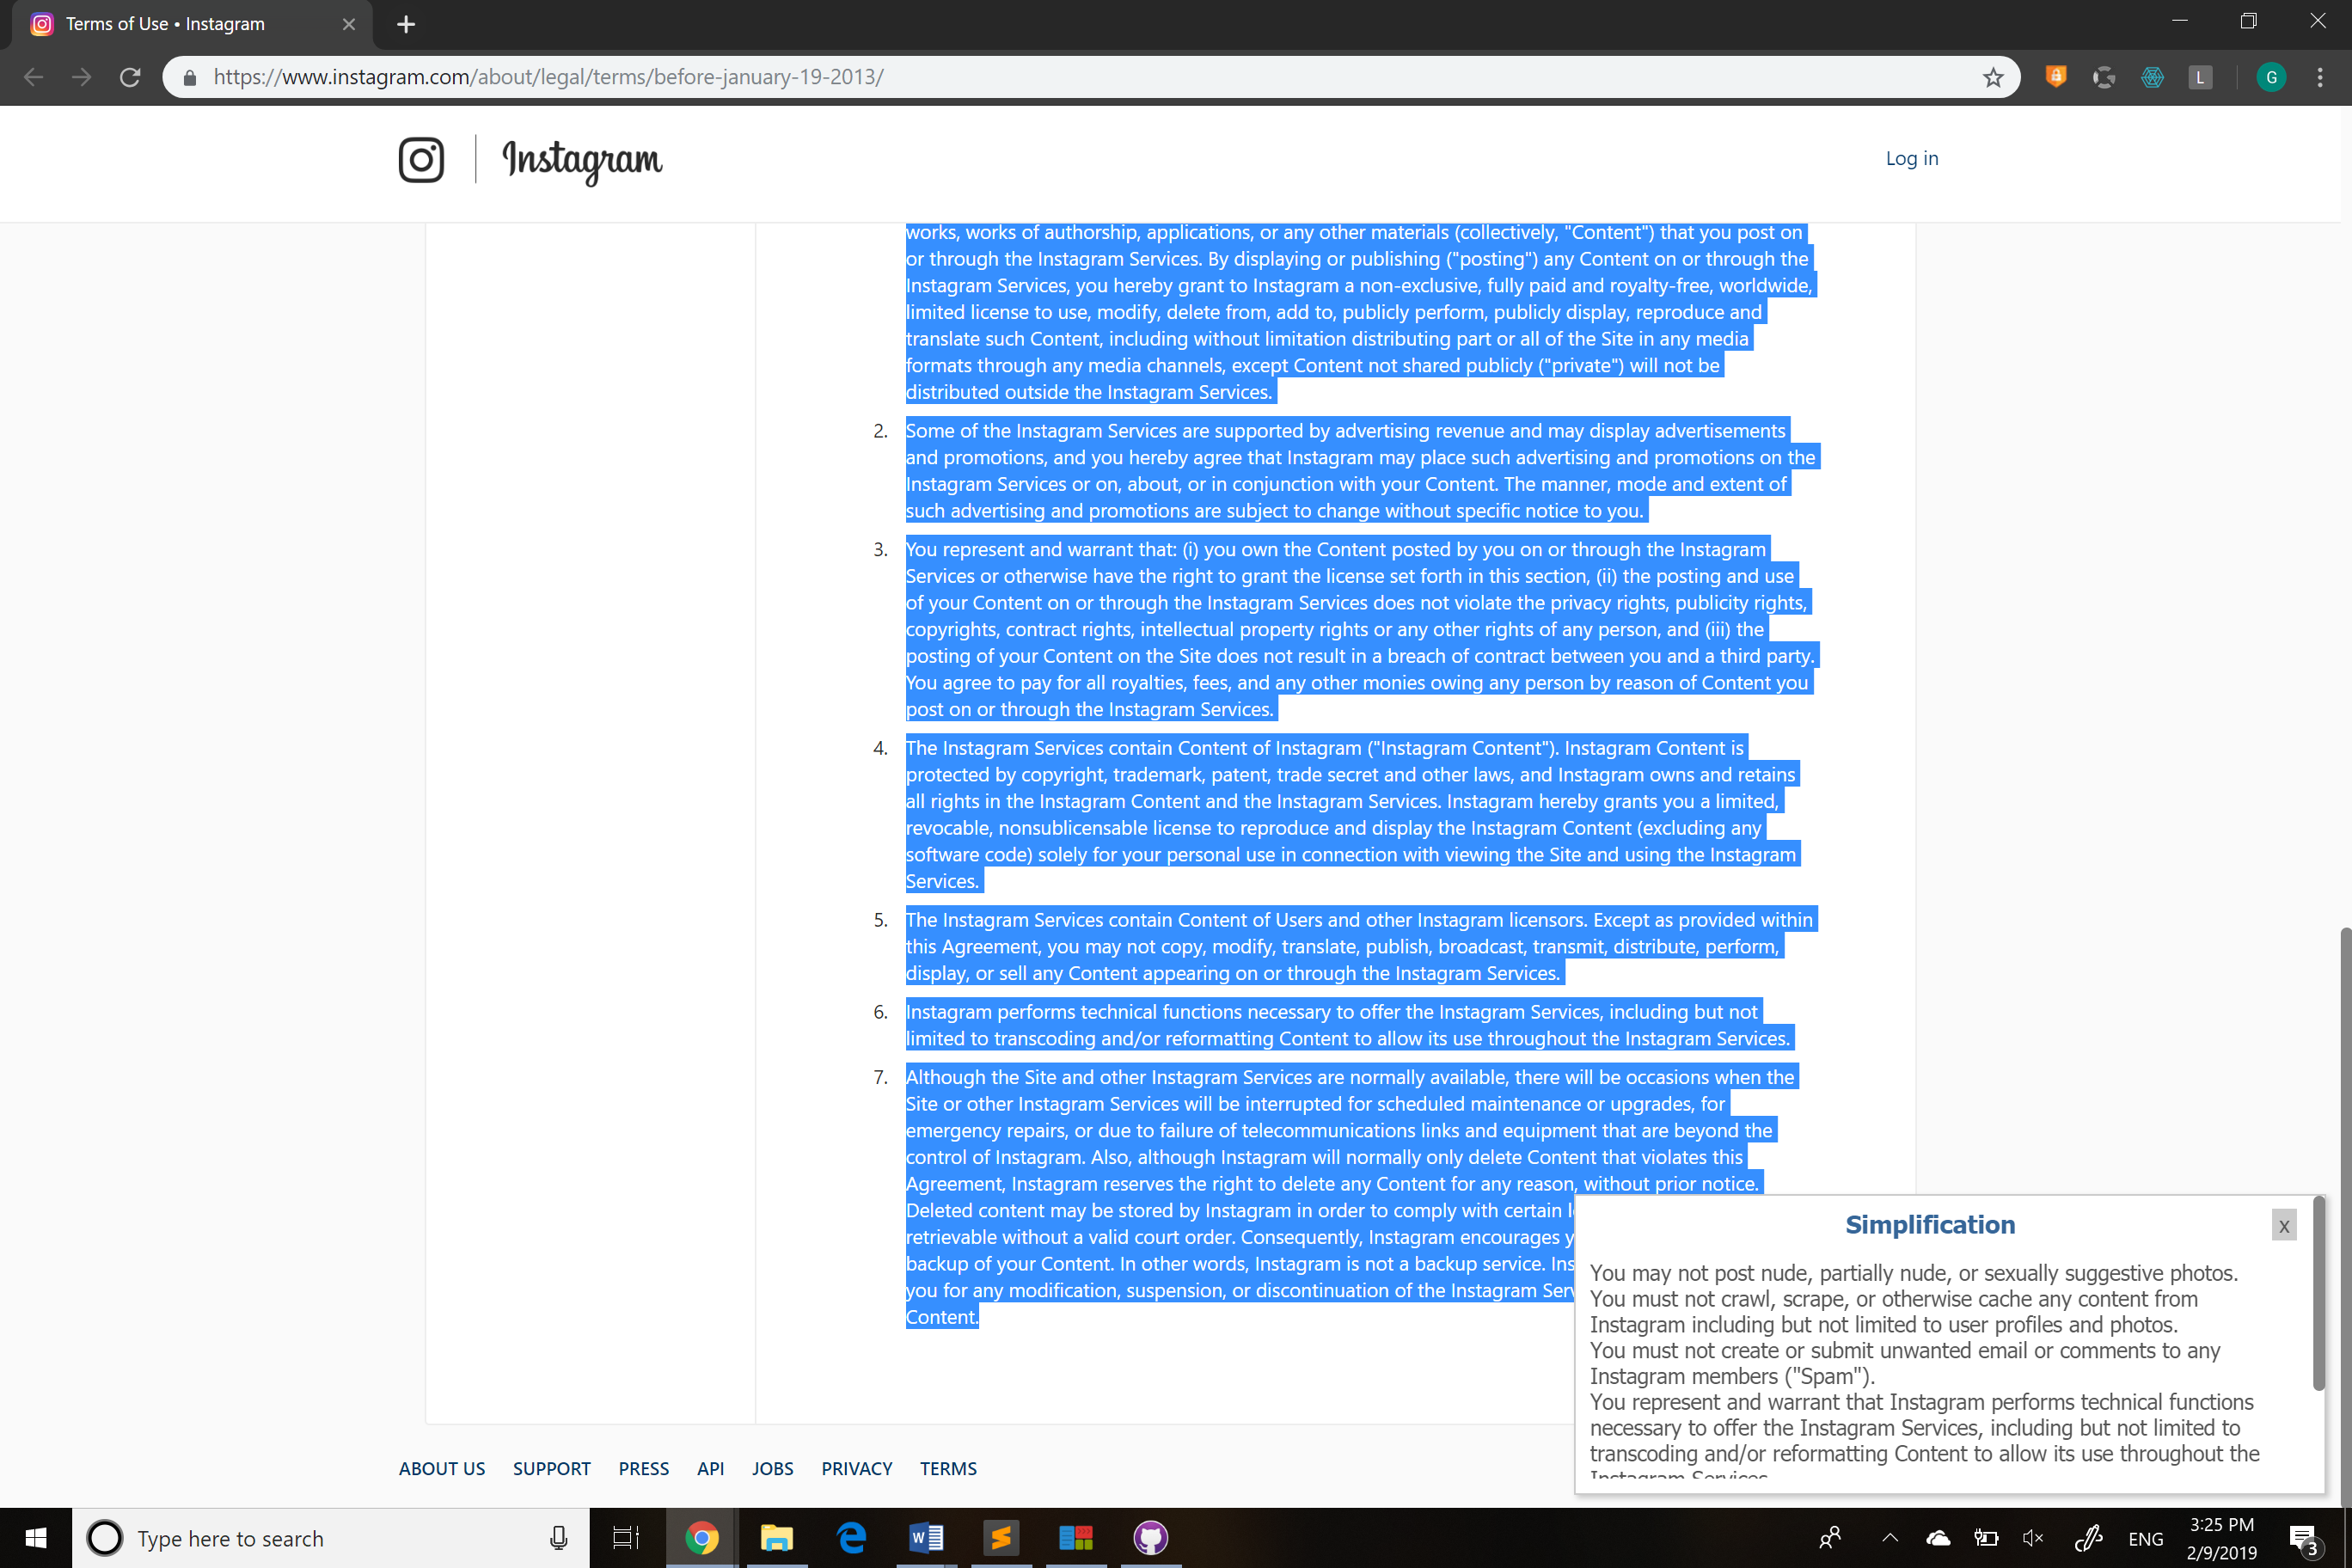 Terms of Use • Instagram
https://www.instagram.com/about/legal/terms/before-january-19-2013/
L
G
Instagram
Log in
works, works of authorship, applications, or any other materials (collectively, "Content") that you post on
or through the Instagram Services. By displaying or publishing ("posting") any Content on or through the
Instagram Services, you hereby grant to Instagram a non-exclusive, fully paid and royalty-free, worldwide,
limited license to use, modify, delete from, add to, publicly perform, publicly display, reproduce and
translate such Content, including without limitation distributing part or all of the Site in any media
formats through any media channels, except Content not shared publicly ("private") will not be
distributed outside the Instagram Services.
2. Some of the Instagram Services are supported by advertising revenue and may display advertisements
and promotions, and you hereby agree that Instagram may place such advertising and promotions on the
Instagram Services or on, about, or in conjunction with your Content. The manner, mode and extent of
such advertising and promotions are subject to change without specific notice to you.
3. You represent and warrant that: (i) you own the Content posted by you on or through the Instagram
Services or otherwise have the right to grant the license set forth in this section, (ii) the posting and use
of your Content on or through the Instagram Services does not violate the privacy rights, publicity rights,
copyrights, contract rights, intellectual property rights or any other rights of any person, and (iii) the
posting of your Content on the Site does not result in a breach of contract between you and a third party.
You agree to pay for all royalties, fees, and any other monies owing any person by reason of Content you
post on or through the Instagram Services.
4. The Instagram Services contain Content of Instagram ("Instagram Content"). Instagram Content is
protected by copyright, trademark, patent, trade secret and other laws, and Instagram owns and retains
all rights in the Instagram Content and the Instagram Services. Instagram hereby grants you a limited,
revocable, nonsublicensable license to reproduce and display the Instagram Content (excluding any
software code) solely for your personal use in connection with viewing the Site and using the Instagram
Services.
5. The Instagram Services contain Content of Users and other Instagram licensors. Except as provided within
this Agreement, you may not copy, modify, translate, publish, broadcast, transmit, distribute, perform,
display, or sell any Content appearing on or through the Instagram Services.
6. Instagram performs technical functions necessary to offer the Instagram Services, including but not
limited to transcoding and/or reformatting Content to allow its use throughout the Instagram Services.
7. Although the Site and other Instagram Services are normally available, there will be occasions when the
Site or other Instagram Services will be interrupted for scheduled maintenance or upgrades, for
emergency repairs, or due to failure of telecommunications links and equipment that are beyond the
control of Instagram. Also, although Instagram will normally only delete Content that violates this
Agreement, Instagram reserves the right to delete any Content for any reason, without prior notice.
Deleted content may be stored by Instagram in order to comply with certain
retrievable without a valid court order. Consequently, Instagram encourages
backup of your Content. In other words, Instagram is not a backup service.
you for any modification, suspension, or discontinuation of the Instagram
Content.
Simplification
x
You may not post nude, partially nude, or sexually suggestive photos.
You must not crawl, scrape, or otherwise cache any content from
Instagram including but not limited to user profiles and photos.
You must not create or submit unwanted email or comments to any
Instagram members ("Spam").
You represent and warrant that Instagram performs technical functions
necessary to offer the Instagram Services, including but not limited to
transcoding and/or reformatting Content to allow its use throughout the
Instagram Services
ABOUT US SUPPORT PRESS API JOBS PRIVACY TERMS
Type here to search
W
ENG
3:25 PM
2/9/2019
3